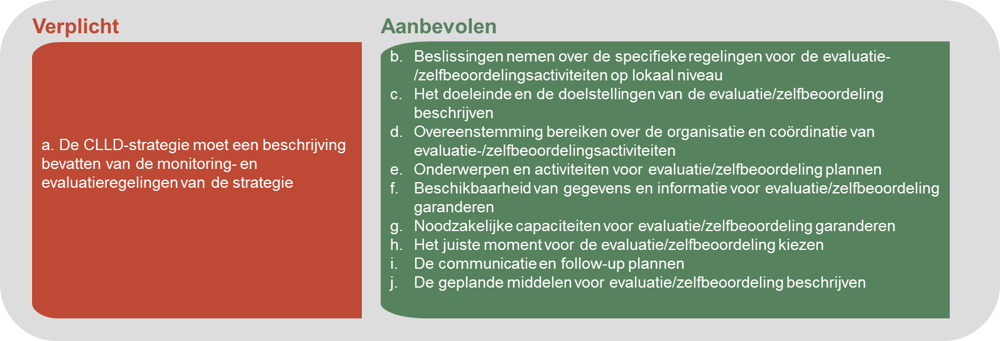 Verplicht
a. De CLLD-strategie moet een beschrijving
bevatten van de monitoring- en
evaluatieregelingen van de strategie
Aanbevolen
b. Beslissingen nemen over de specifieke regelingen voor de evaluatie-
/zelfbeoordelingsactiviteiten op lokaal niveau
c. Het doeleinde en de doelstellingen van de evaluatie/zelfbeoordeling
beschrijven
d. Overeenstemming bereiken over de organisatie en coördinatie van
evaluatie-/zelfbeoordelingsactiviteiten
e. Onderwerpen en activiteiten voor evaluatie/zelfbeoordeling plannen
f. Beschikbaarheid van gegevens en informatie voor evaluatie/zelfbeoordeling
garanderen
g. Noodzakelijke capaciteiten voor evaluatie/zelfbeoordeling garanderen
h. Het juiste moment voor de evaluatie/zelfbeoordeling kiezen
i. De communicatie en follow-up plannen
j. De geplande middelen voor evaluatie/zelfbeoordeling beschrijven